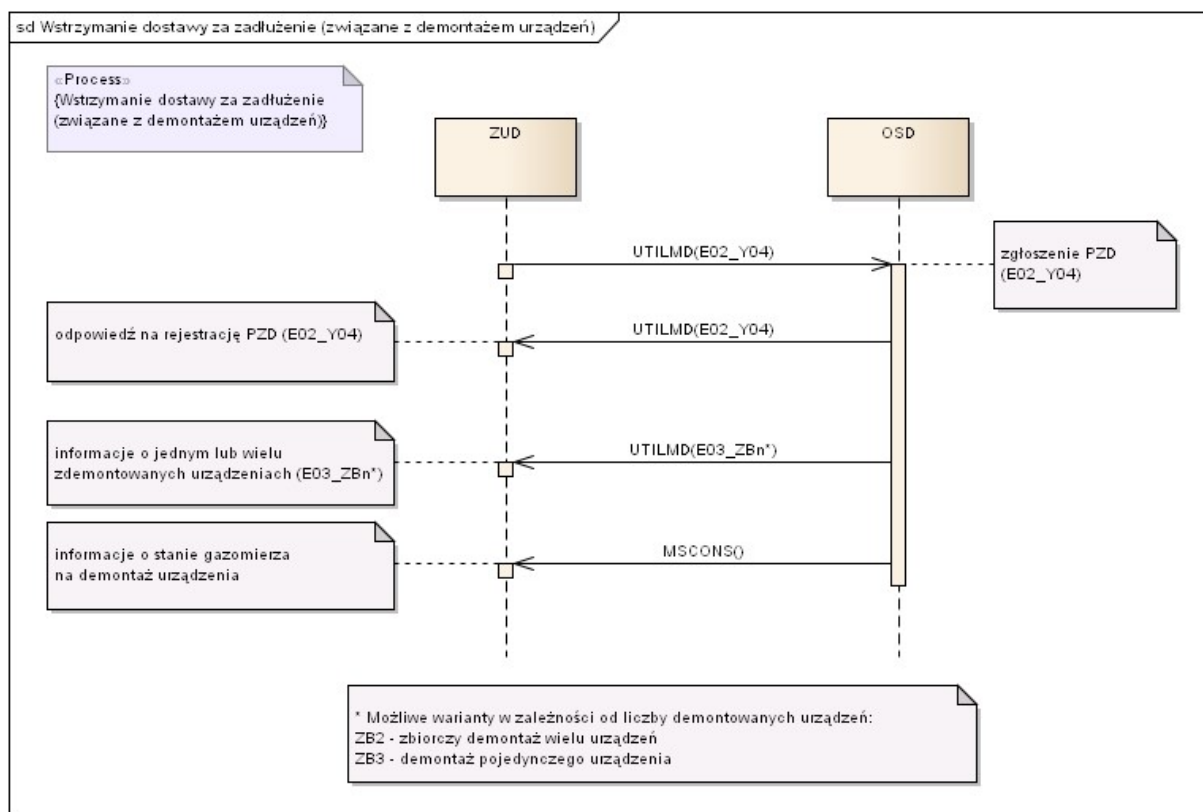 sd Wstrzymanie dostawy za zadłużenie (związane z demontażem urządzeń)
«Process»
{Wstrzymanie dostawy za zadłużenie
(związane z demontażem urządzeń)}
ZUD
OSD
UTILMD(E02_Y04)
zgłoszenie PZD
(E02_Y04)
UTILMD(E02_Y04)
odpowiedź na rejestrację PZD (E02_Y04)
UTILMD(E03_ZBn*)
informacje o jednym lub wielu
zdemontowanych urządzeniach (E03_ZBn*)
MSCONS()
informacje o stanie gazomierza
na demontaż urządzenia
* Możliwe warianty w zależności od liczby demontowanych urządzeń:
ZB2 - zbiorczy demontaż wielu urządzeń
ZB3 - demontaż pojedynczego urządzenia